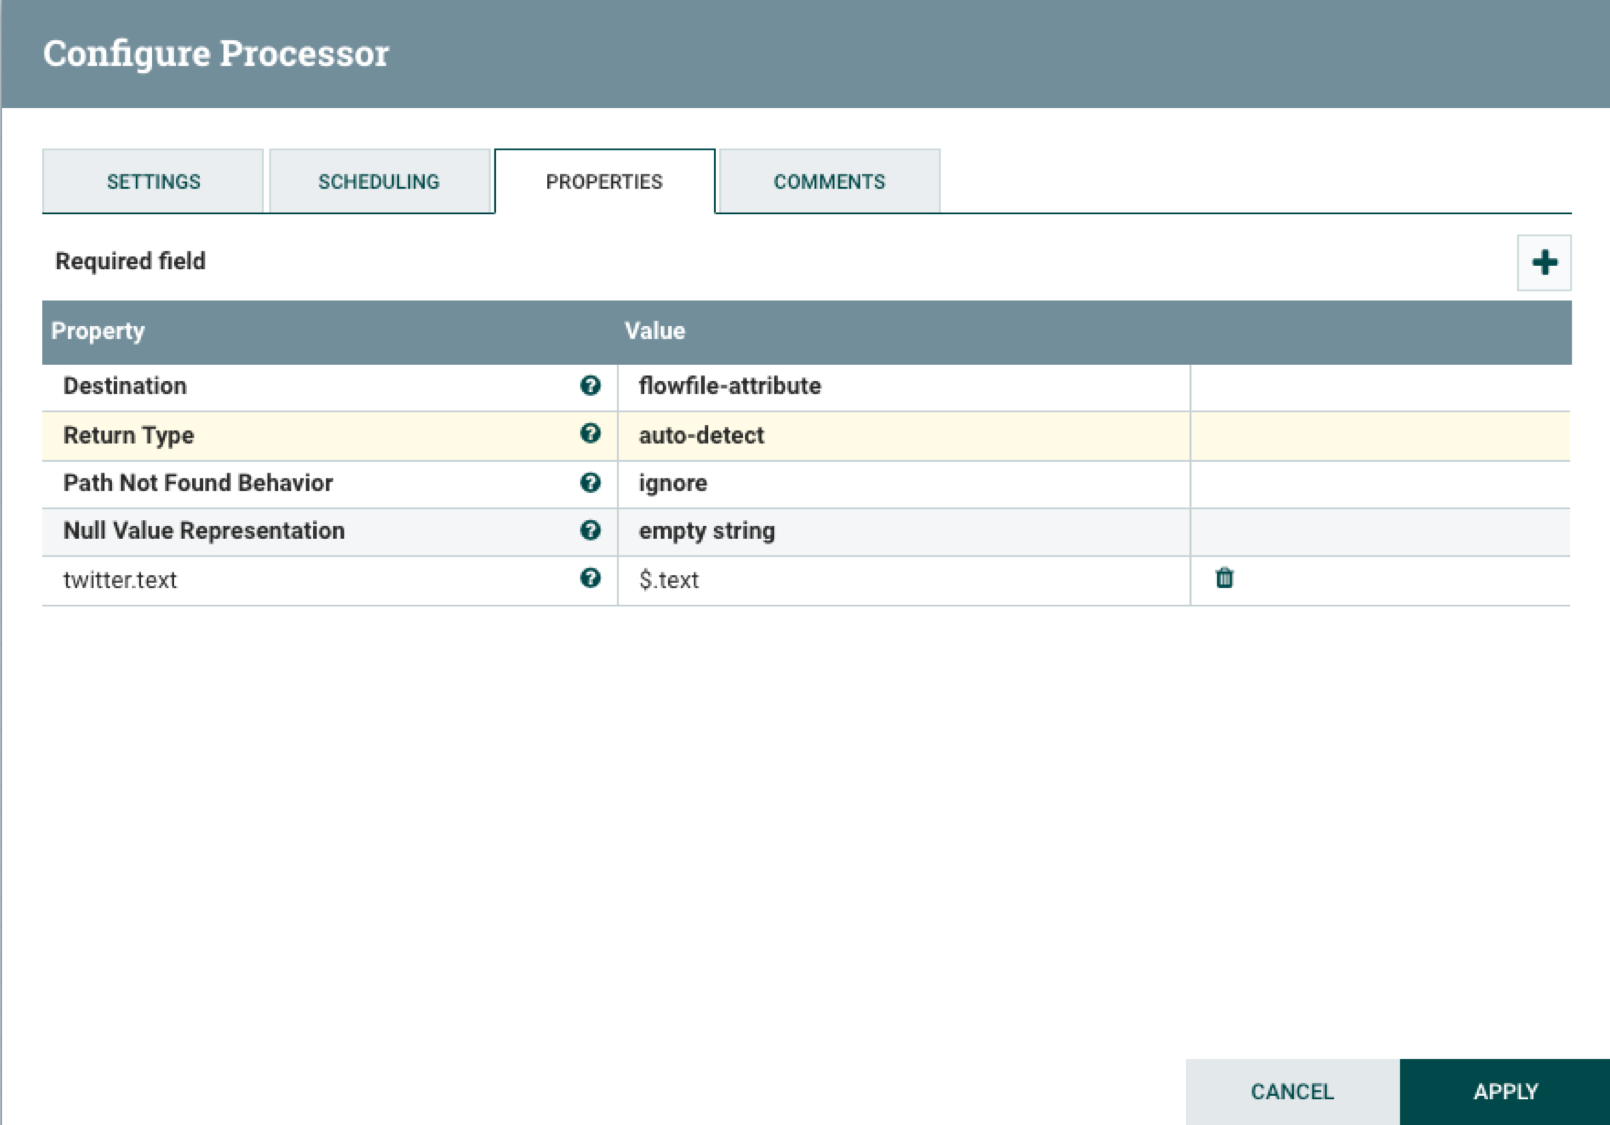 Configure Processor
SETTINGS SCHEDULING PROPERTIES COMMENTS
Required field
Property Value
Destination flowfile-attribute
Return Type auto-detect
Path Not Found Behavior ignore
Null Value Representation empty string
twitter.text $.text
CANCEL APPLY